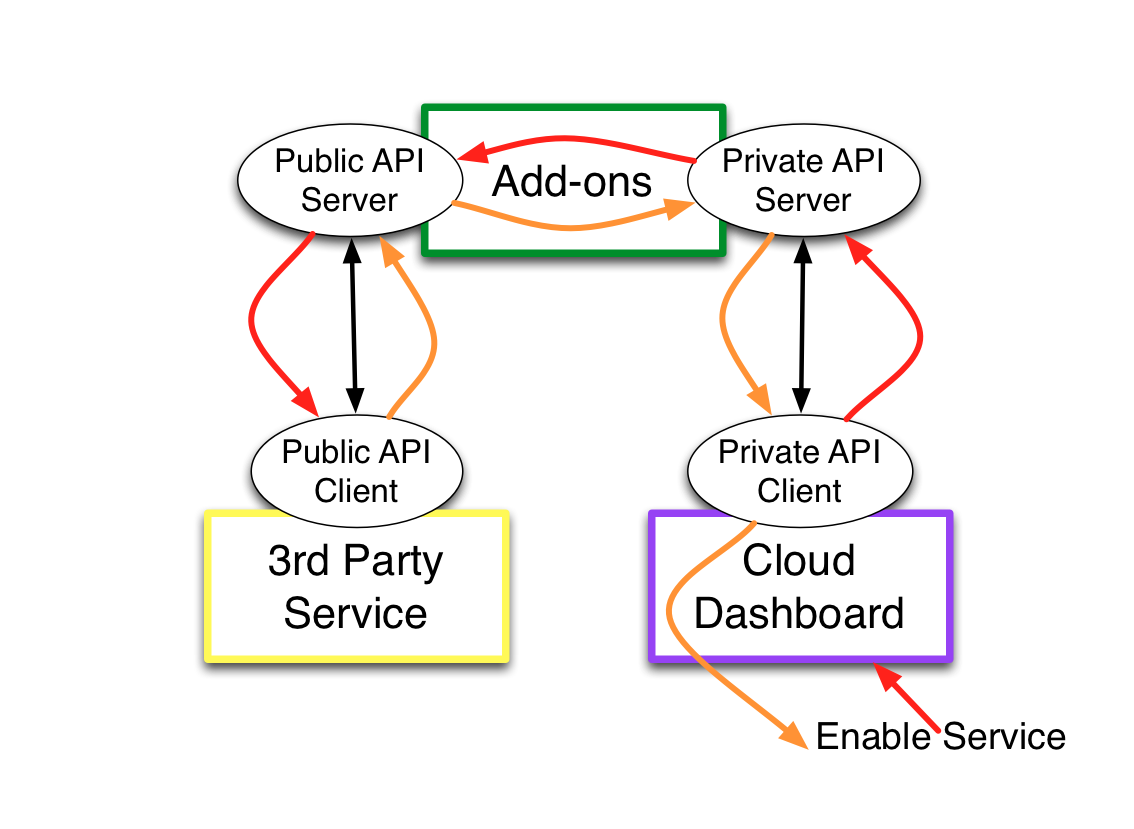 Public API
Server
Add-ons
Private API
Server
Public API
Client
Private API
Client
3rd Party
Service
Cloud
Dashboard
Enable Service